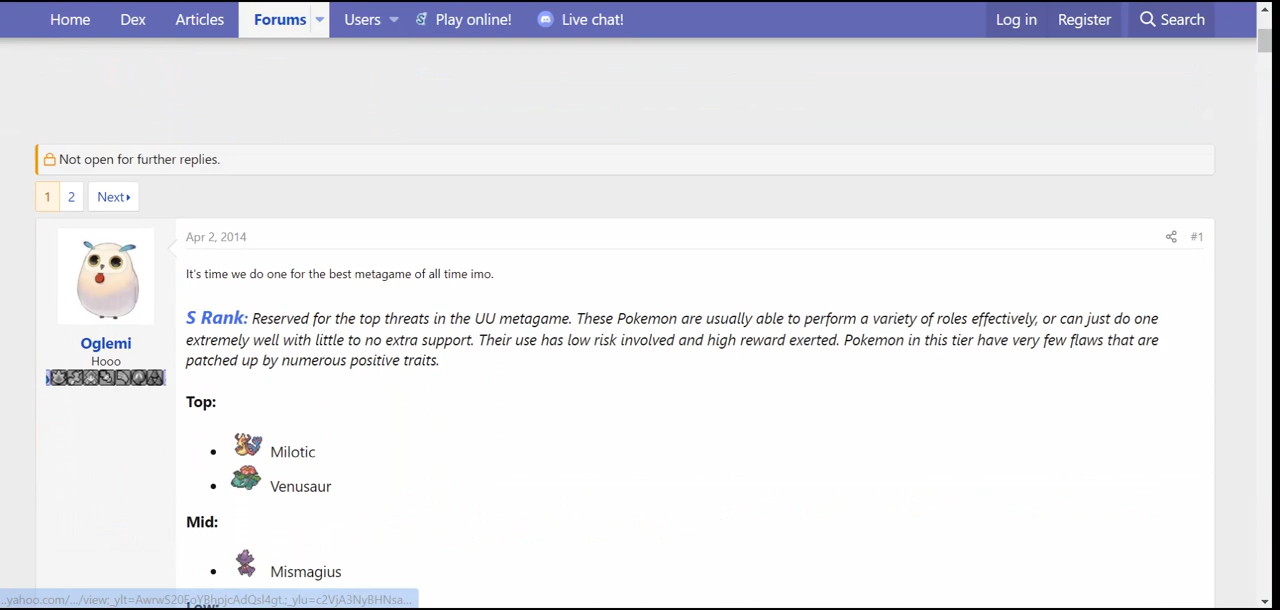 Home Dex Articles Forums Users Play online! Live chat! Log in Register Search
Not open for further replies.
1 2 Next
Apr 2, 2014 #1
It's time we do one for the best metagame of all time imo.
S Rank: Reserved for the top threats in the UU metagame. These Pokemon are usually able to perform a variety of roles effectively, or can just do one
extremely well with little to no extra support. Their use has low risk involved and high reward exerted. Pokemon in this tier have very few flaws that are
patched up by numerous positive traits.
Oglemi
Hooo
Top:
Milotic
Venusaur
Mid:
Mismagius
Low: